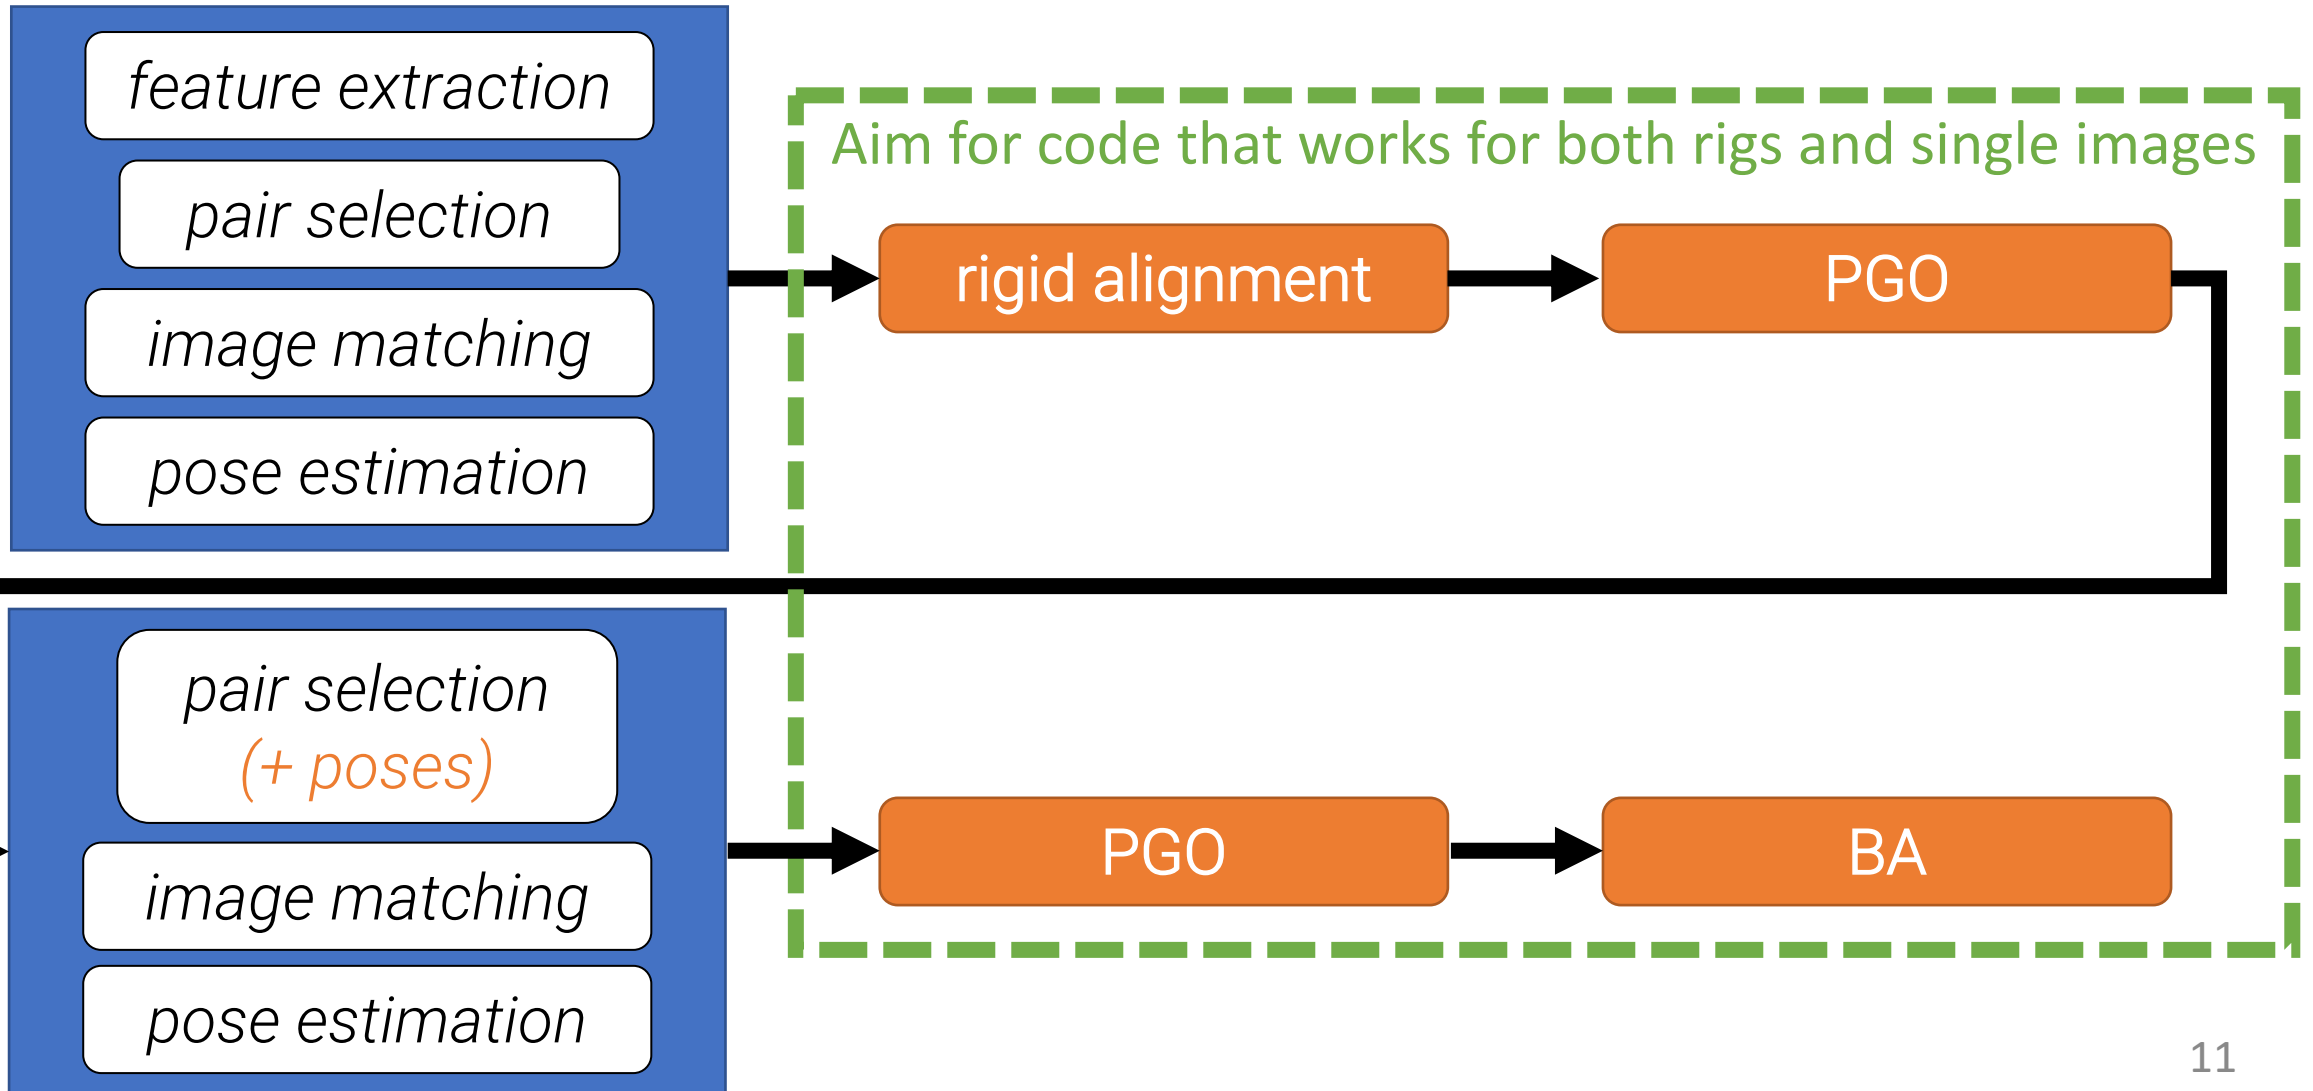 feature extraction
pair selection
image matching
pose estimation
Aim for code that works for both rigs and single images
rigid alignment
PGO
pair selection
(+ poses)
image matching
pose estimation
PGO
BA
11